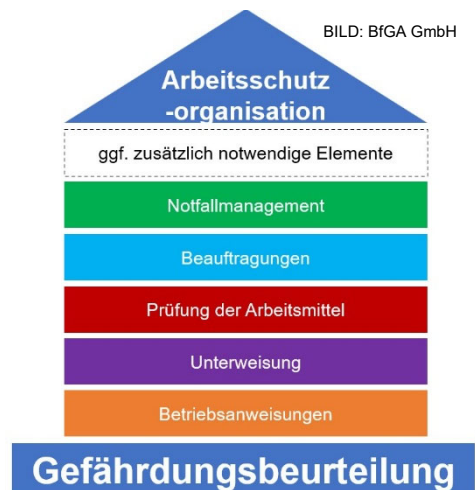 BILD: BfGA GmbH
Arbeitsschutz
-organisation
ggf. zusätzlich notwendige Elemente
Notfallmanagement
Beauftragungen
Prüfung der Arbeitsmittel
Unterweisung
Betriebsanweisungen
Gefährdungsbeurteilung